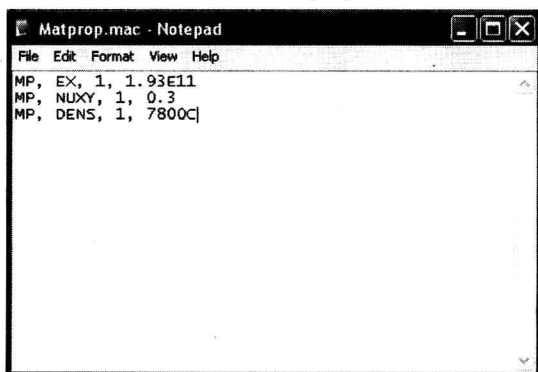 Matprop.mac - Notepad
File Edit Format View Help
MP, EX, 1, 1.93E11
MP, NUXY, 1, 0.3
MP, DENS, 1, 7800C